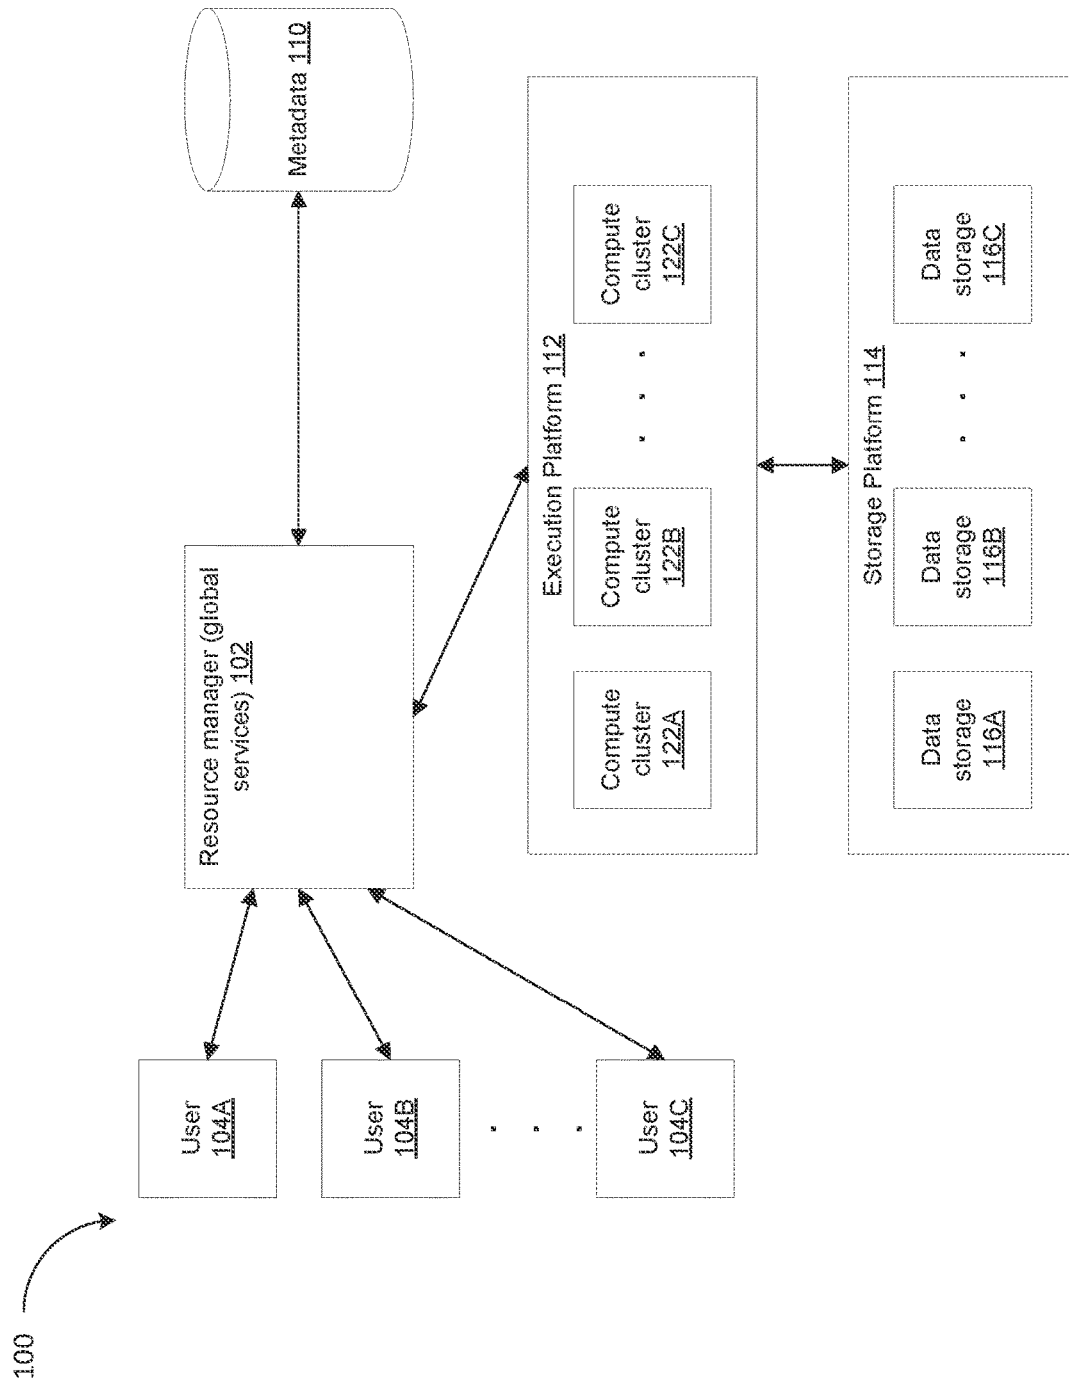 100
User
104A
User
104B
User
104C
Resource manager (global
services) 102
Metadata 110
Execution Platform 112
Compute
cluster
122A
Compute
cluster
122B
Compute
cluster
122C
Storage Platform 114
Data
storage
116A
Data
storage
116B
Data
storage
116C